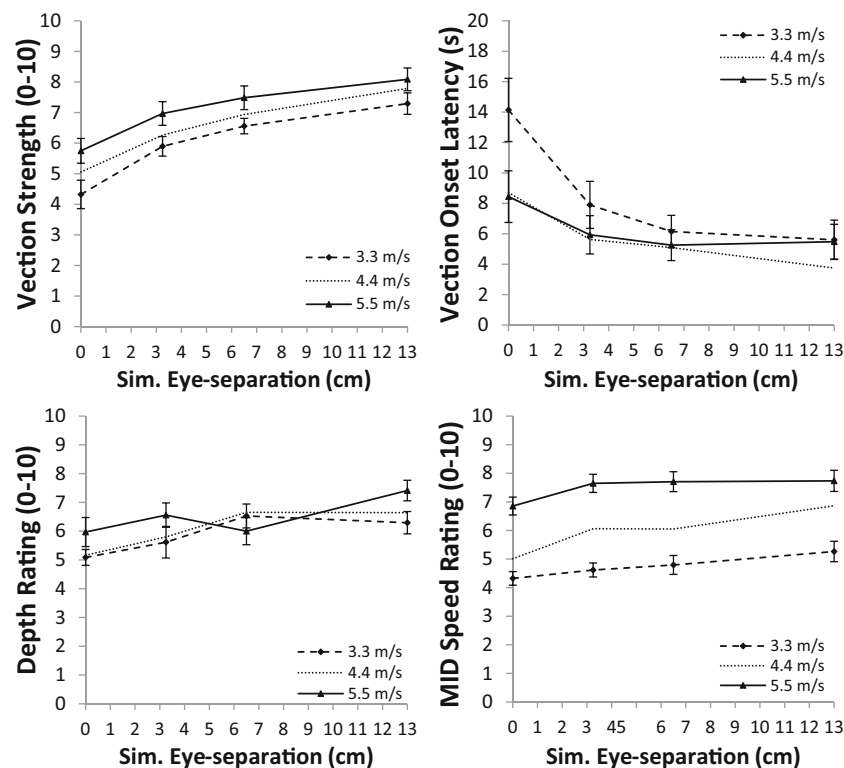 Vection Strength (0-10)
10
9
8
7
6
5
4
3
2
1
0
3.3 m/s
4.4 m/s
5.5 m/s
0 1 2 3 4 5 6 7 8 9 10 11 12 13
Sim. Eye-separation (cm)
Vection Onset Latency (s)
20
18
16
14
12
10
8
6
4
2
0
3.3 m/s
4.4 m/s
5.5 m/s
0 1 2 3 4 5 6 7 8 9 10 11 12 13
Sim. Eye-separation (cm)
Depth Rating (0-10)
10
9
8
7
6
5
4
3
2
1
0
3.3 m/s
4.4 m/s
5.5 m/s
0 1 2 3 4 5 6 7 8 9 10 11 12 13
Sim. Eye-separation (cm)
MID Speed Rating (0-10)
10
9
8
7
6
5
4
3
2
1
0
3.3 m/s
4.4 m/s
5.5 m/s
0 1 2 3 45 6 7 8 9 10 11 12 13
Sim. Eye-separation (cm)